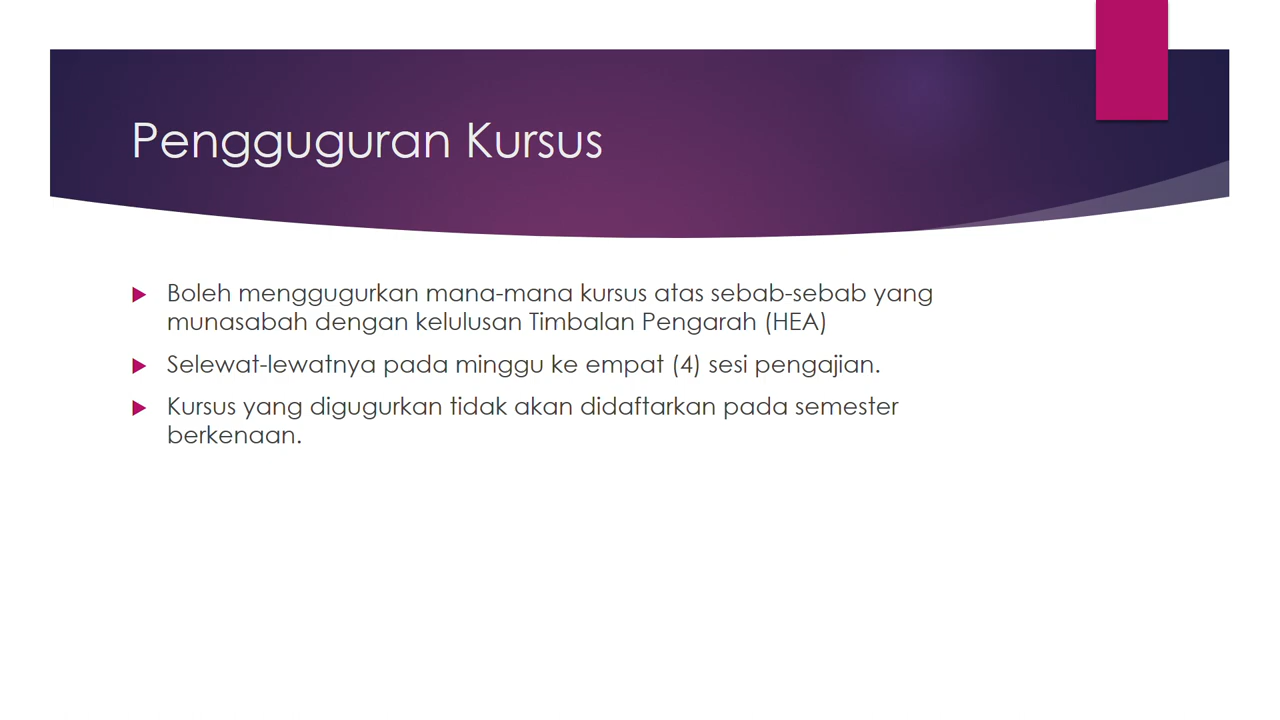 Pengguguran Kursus
Boleh menggugurkan mana-mana kursus atas sebab-sebab yang
munasabah dengan kelulusan Timbalan Pengarah (HEA)
Selewat-lewatnya pada minggu ke empat (4) sesi pengajian.
Kursus yang digugurkan tidak akan didaftarkan pada semester
berkenaan.